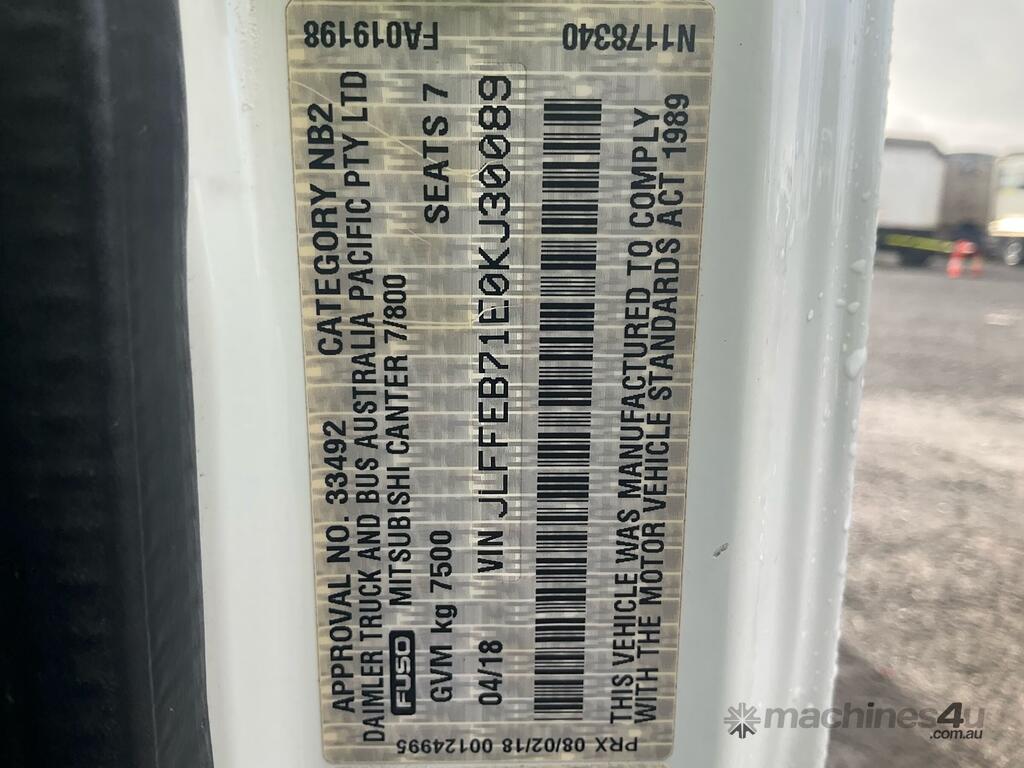 APPROVAL NO. 33492 CATEGORY NB2
DAIMLER TRUCK AND BUS AUSTRALIA PACIFIC PTY LTD
FUSO MITSUBISHI CANTER 7/800
GVM kg 7500 SEATS 7
04/18 VIN JLFFEB71E0KJ30089
THIS VEHICLE WAS MANUFACTURED TO COMPLY
WITH THE MOTOR VEHICLE STANDARDS ACT 1989
FA019198
N1178340
PRX 08/02/18 00124995
machines4u
.com.au